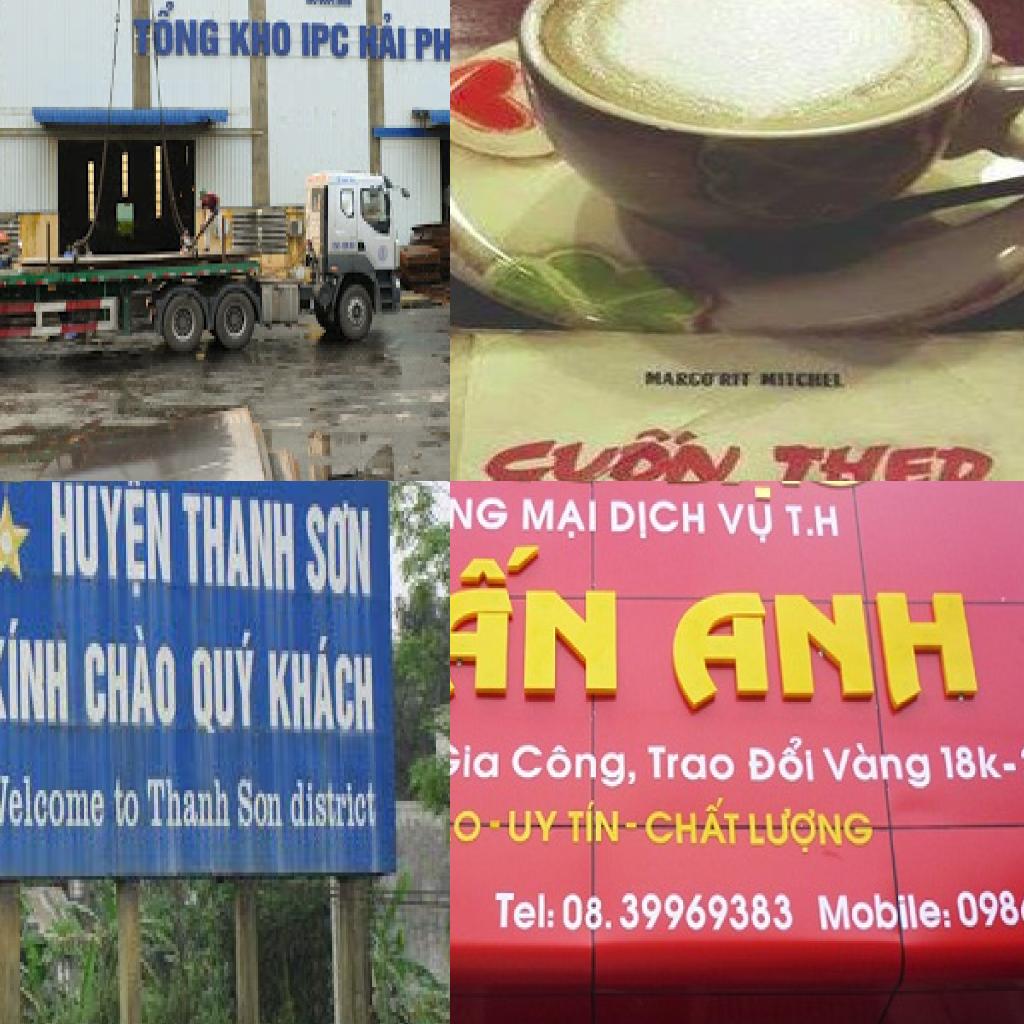 TỔNG KHO IPC HẢI PH
MARGO'RIT MITCHEL
CUỐN THEO
HUYỆN THANH SƠN
KÍNH CHÀO QUÝ KHÁCH
Welcome to Thanh Son district
NG MẠI DỊCH VỤ T.H
ẤN ANH
Gia Công, Trao Đổi Vàng 18k-
O - UY TÍN - CHẤT LƯỢNG
Tel: 08. 39969383 Mobile: 098